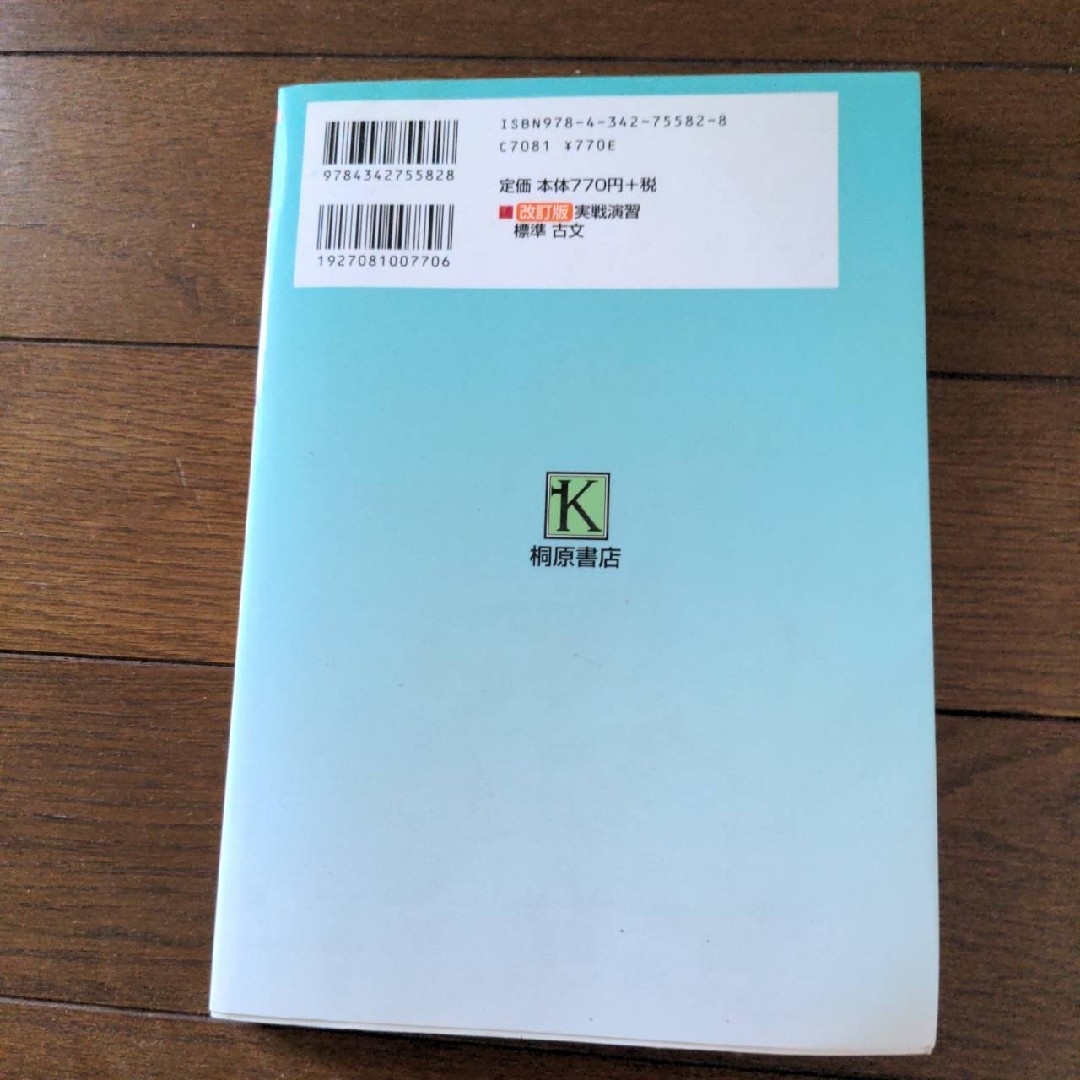 ISBN978-4-342-75582-8
C7081 ¥770E
9784342755828
定価 本体770円+税
改訂版 実戦演習
標準 古文
1927081007706
K
桐原書店